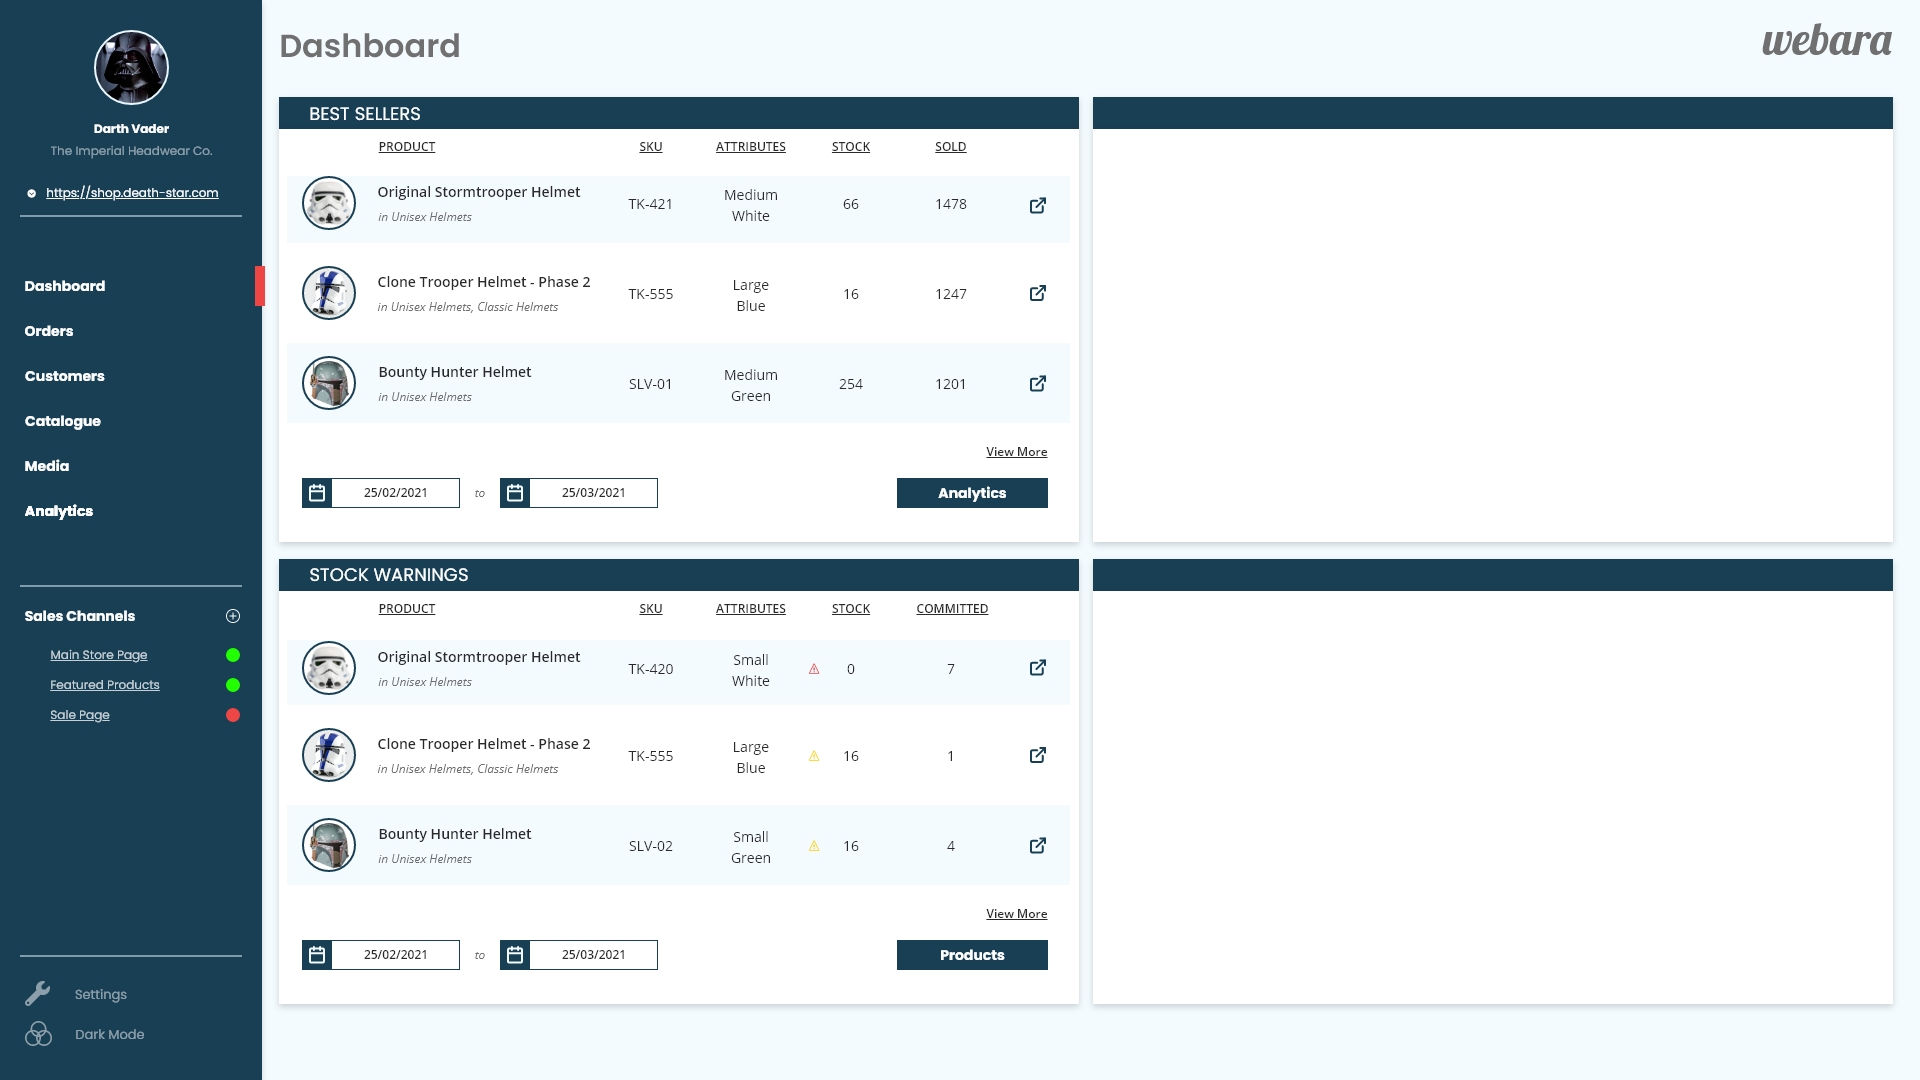 Darth Vader
The Imperial Headwear Co.
https://shop.death-star.com
Dashboard
Orders
Customers
Catalogue
Media
Analytics
Sales Channels
Main Store Page
Featured Products
Sale Page
Settings
Dark Mode
Dashboard
webara
BEST SELLERS
PRODUCT SKU ATTRIBUTES STOCK SOLD
Original Stormtrooper Helmet
in Unisex Helmets
TK-421
Medium
White
66
1478
Clone Trooper Helmet - Phase 2
in Unisex Helmets, Classic Helmets
TK-555
Large
Blue
16
1247
Bounty Hunter Helmet
in Unisex Helmets
SLV-01
Medium
Green
254
1201
View More
25/02/2021 to 25/03/2021
Analytics
STOCK WARNINGS
PRODUCT SKU ATTRIBUTES STOCK COMMITTED
Original Stormtrooper Helmet
in Unisex Helmets
TK-420
Small
White
0
7
Clone Trooper Helmet - Phase 2
in Unisex Helmets, Classic Helmets
TK-555
Large
Blue
16
1
Bounty Hunter Helmet
in Unisex Helmets
SLV-02
Small
Green
16
4
View More
25/02/2021 to 25/03/2021
Products